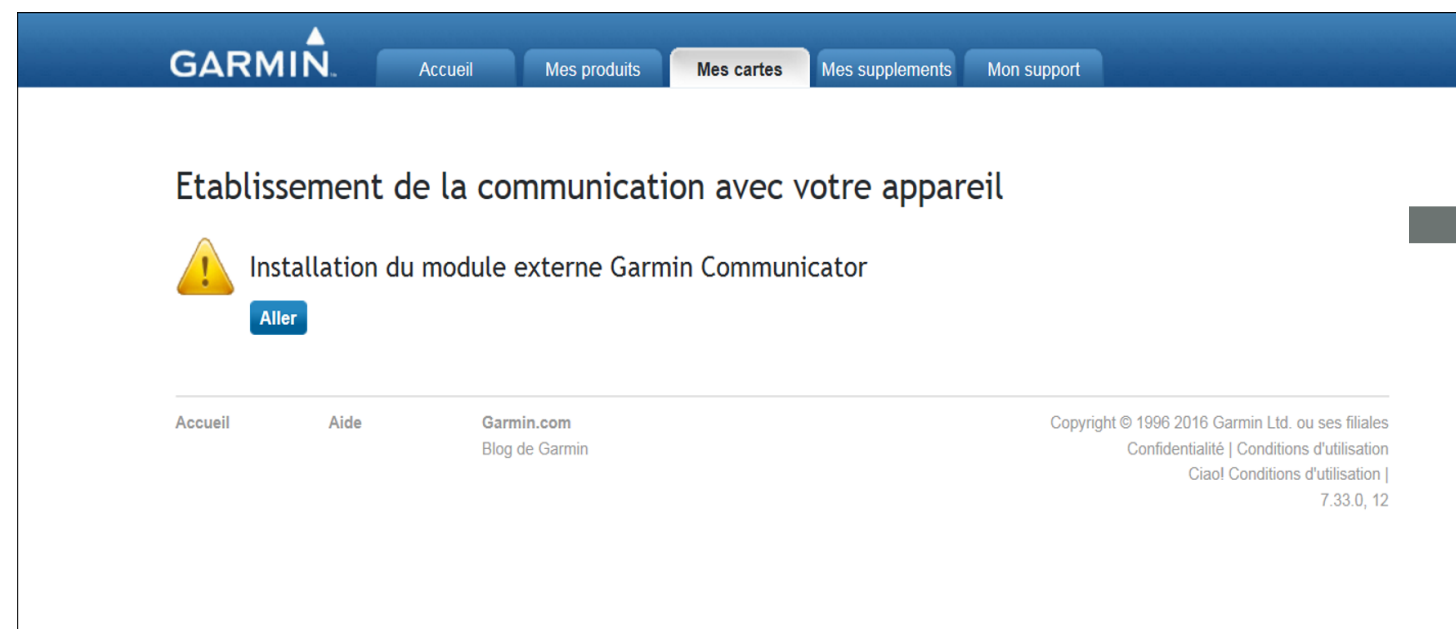 GARMIN
Accueil Mes produits Mes cartes Mes supplements Mon support
Etablissement de la communication avec votre appareil
Installation du module externe Garmin Communicator
Aller
Accueil Aide Garmin.com
Blog de Garmin
Copyright © 1996 2016 Garmin Ltd. ou ses filiales
Confidentialité | Conditions d'utilisation
Ciao! Conditions d'utilisation |
7.33.0, 12